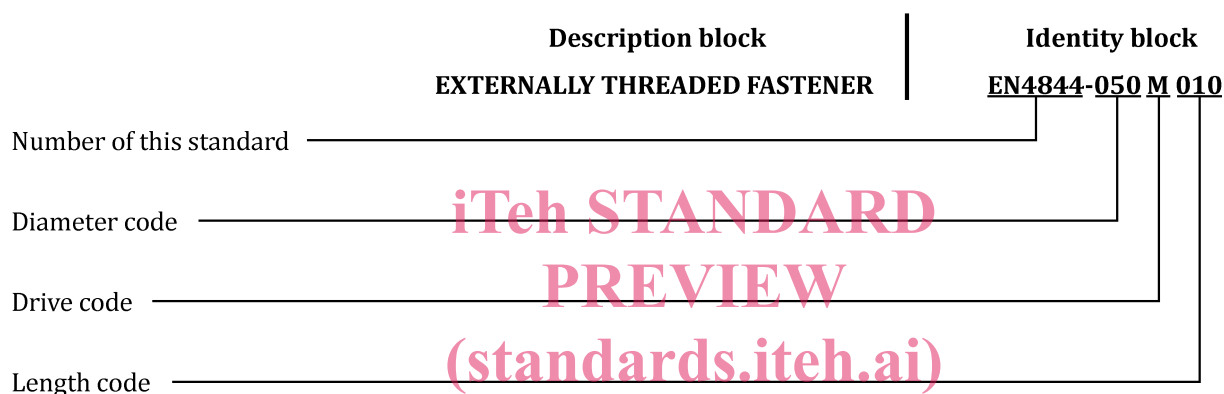 Description block Identity block
EXTERNALLY THREADED FASTENER EN4844-050 M 010
Number of this standard
iTeh STANDARD
Diameter code
PREVIEW
Drive code
(standards.iteh.ai)
Length code